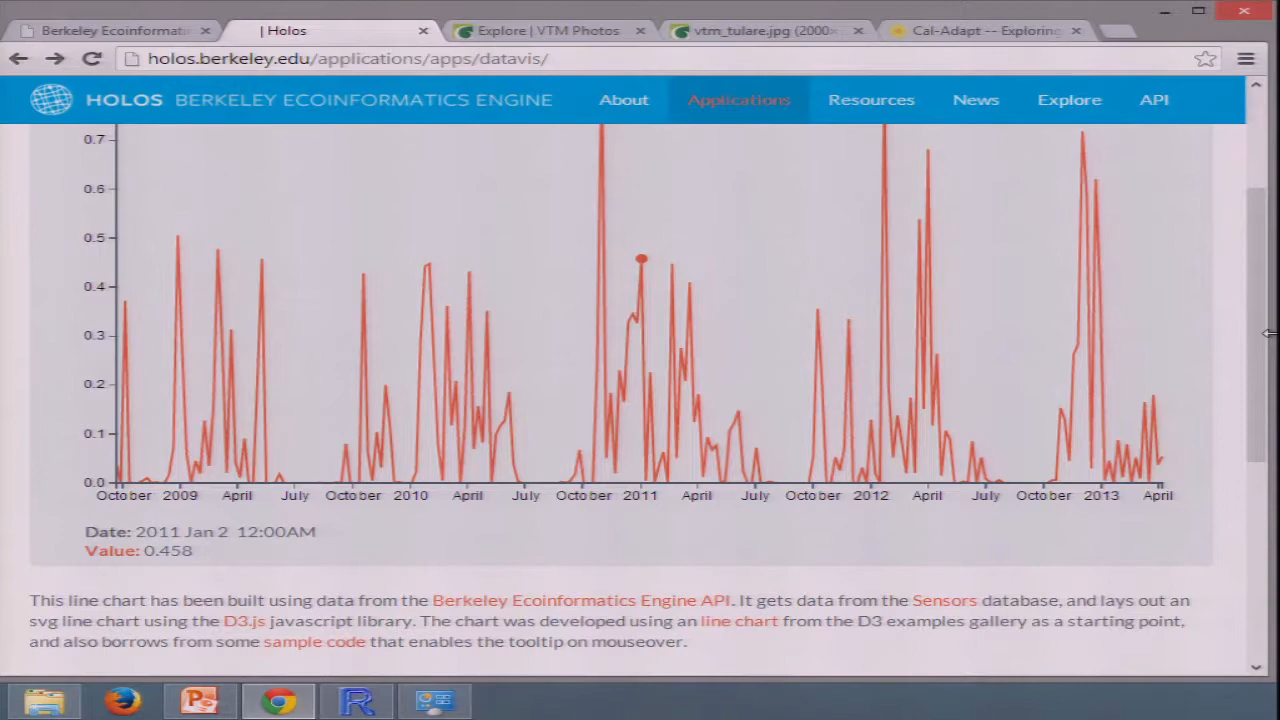 Berkeley Ecoinformati
| Holos
Explore | VTM Photos
vtm_tulare.jpg (2000×
Cal-Adapt -- Exploring
holos.berkeley.edu/applications/apps/datavis/
HOLOS BERKELEY ECOINFORMATICS ENGINE
About Applications Resources News Explore API
0.7
0.6
0.5
0.4
0.3
0.2
0.1
0.0
October 2009 April July October 2010 April July October 2011 April July October 2012 April July October 2013 April
Date: 2011 Jan 2 12:00AM
Value: 0.458
This line chart has been built using data from the Berkeley Ecoinformatics Engine API. It gets data from the Sensors database, and lays out an
svg line chart using the D3.js javascript library. The chart was developed using an line chart from the D3 examples gallery as a starting point,
and also borrows from some sample code that enables the tooltip on mouseover.